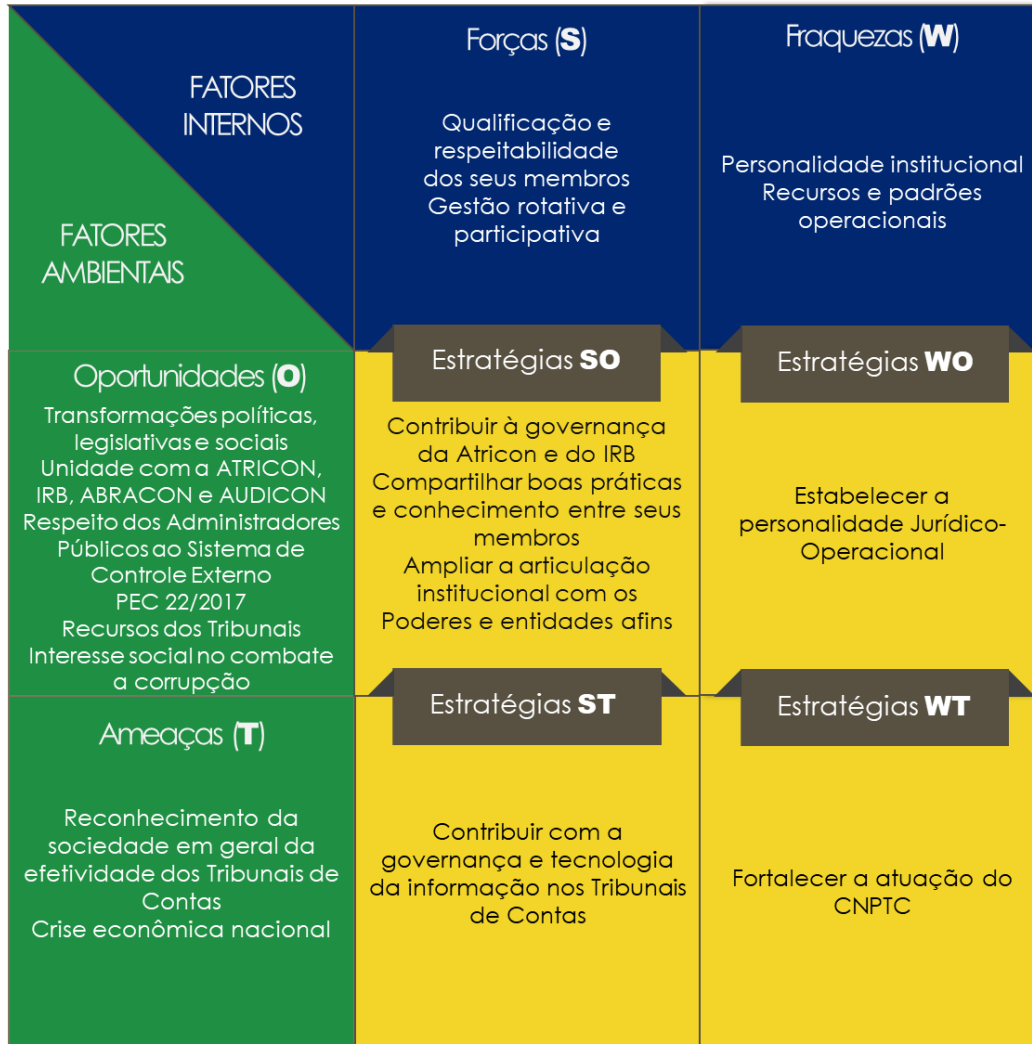 FATORES
INTERNOS
FATORES
AMBIENTAIS
Forças (S)
Qualificação e
respeitabilidade
dos seus membros
Gestão rotativa e
participativa
Fraquezas (W)
Personalidade institucional
Recursos e padrões
operacionais
Oportunidades (O)
Transformações políticas,
legislativas e sociais
Unidade com a ATRICON,
IRB, ABRACON e AUDICON
Respeito dos Administradores
Públicos ao Sistema de
Controle Externo
PEC 22/2017
Recursos dos Tribunais
Interesse social no combate
a corrupção
Estratégias SO
Contribuir à governança
da Atricon e do IRB
Compartilhar boas práticas
e conhecimento entre seus
membros
Ampliar a articulação
institucional com os
Poderes e entidades afins
Estratégias WO
Estabelecer a
personalidade Jurídico-
Operacional
Ameaças (T)
Reconhecimento da
sociedade em geral da
efetividade dos Tribunais de
Contas
Crise econômica nacional
Estratégias ST
Contribuir com a
governança e tecnologia
da informação nos Tribunais
de Contas
Estratégias WT
Fortalecer a atuação do
CNPTC